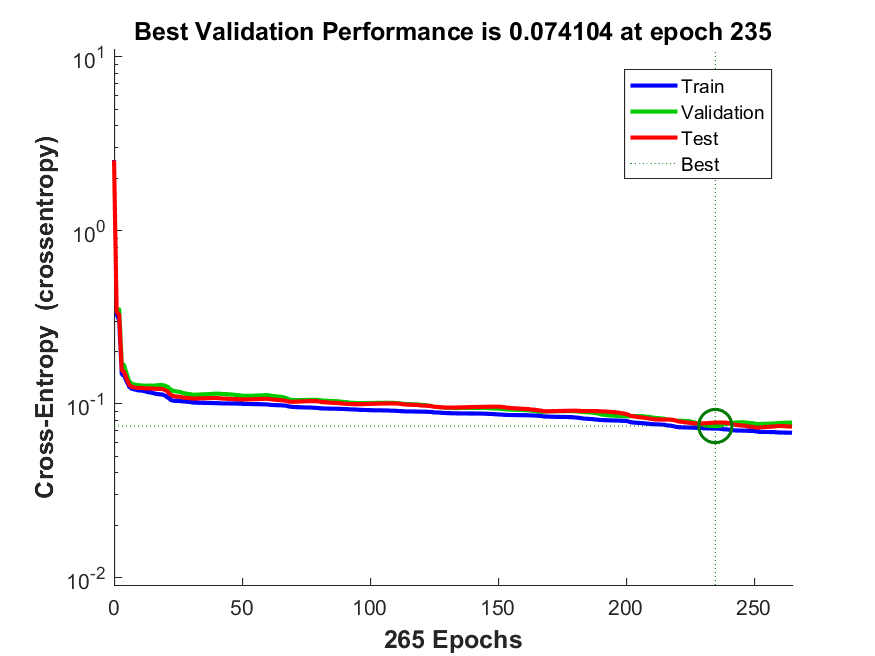 Best Validation Performance is 0.074104 at epoch 235
10^1
10^0
10^-1
10^-2
Cross-Entropy (crossentropy)
Train
Validation
Test
Best
0 50 100 150 200 250
265 Epochs